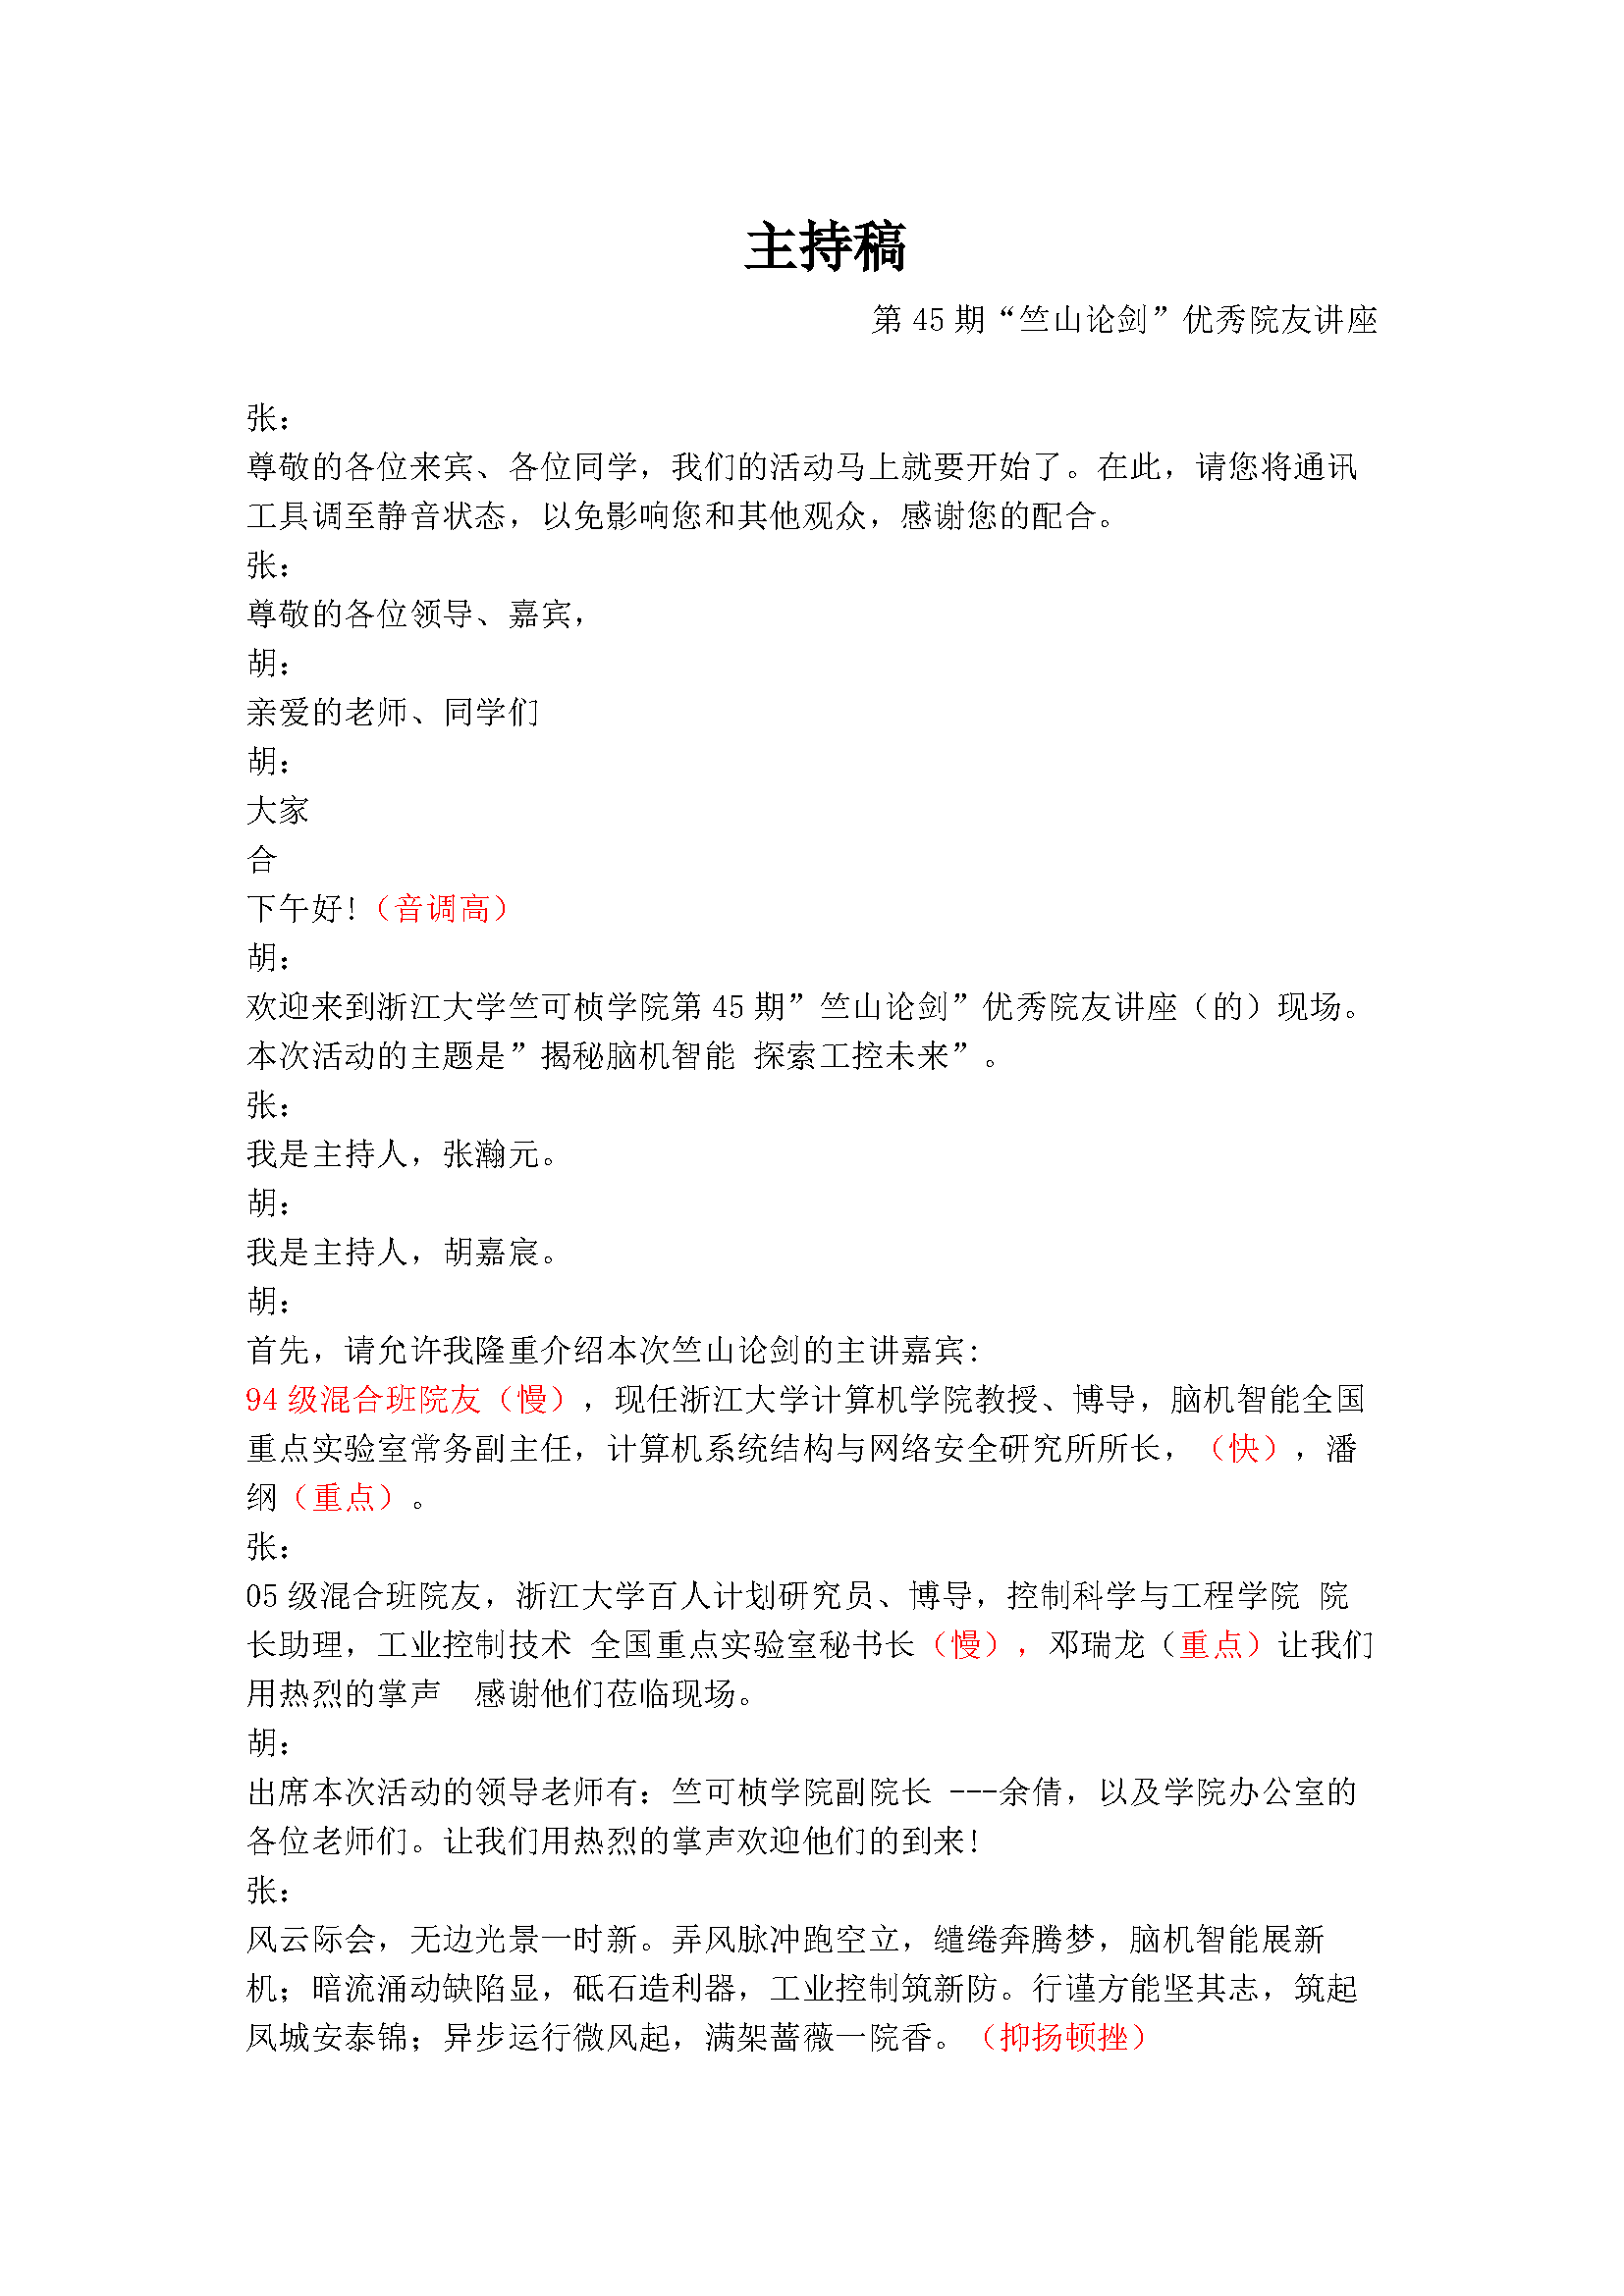 主持稿
第 45 期“竺山论剑”优秀院友讲座
张：
尊敬的各位来宾、各位同学，我们的活动马上就要开始了。在此，请您将通讯
工具调至静音状态，以免影响您和其他观众，感谢您的配合。
张：
尊敬的各位领导、嘉宾，
胡：
亲爱的老师、同学们
胡：
大家
合
下午好！（音调高）
胡：
欢迎来到浙江大学竺可桢学院第 45 期”竺山论剑”优秀院友讲座（的）现场。
本次活动的主题是”揭秘脑机智能 探索工控未来”。
张：
我是主持人，张瀚元。
胡：
我是主持人，胡嘉宸。
胡：
首先，请允许我隆重介绍本次竺山论剑的主讲嘉宾：
94 级混合班院友（慢），现任浙江大学计算机学院教授、博导，脑机智能全国
重点实验室常务副主任，计算机系统结构与网络安全研究所所长，（快），潘
纲（重点）。
张：
05 级混合班院友，浙江大学百人计划研究员、博导，控制科学与工程学院 院
长助理，工业控制技术 全国重点实验室秘书长（慢），邓瑞龙（重点）让我们
用热烈的掌声  感谢他们莅临现场。
胡：
出席本次活动的领导老师有：竺可桢学院副院长 ---余倩，以及学院办公室的
各位老师们。让我们用热烈的掌声欢迎他们的到来！
张：
风云际会，无边光景一时新。弄风脉冲跑空立，缱绻奔腾梦，脑机智能展新
机；暗流涌动缺陷显，砥石造利器，工业控制筑新防。行谨方能坚其志，筑起
凤城安泰锦；异步运行微风起，满架蔷薇一院香。（抑扬顿挫）